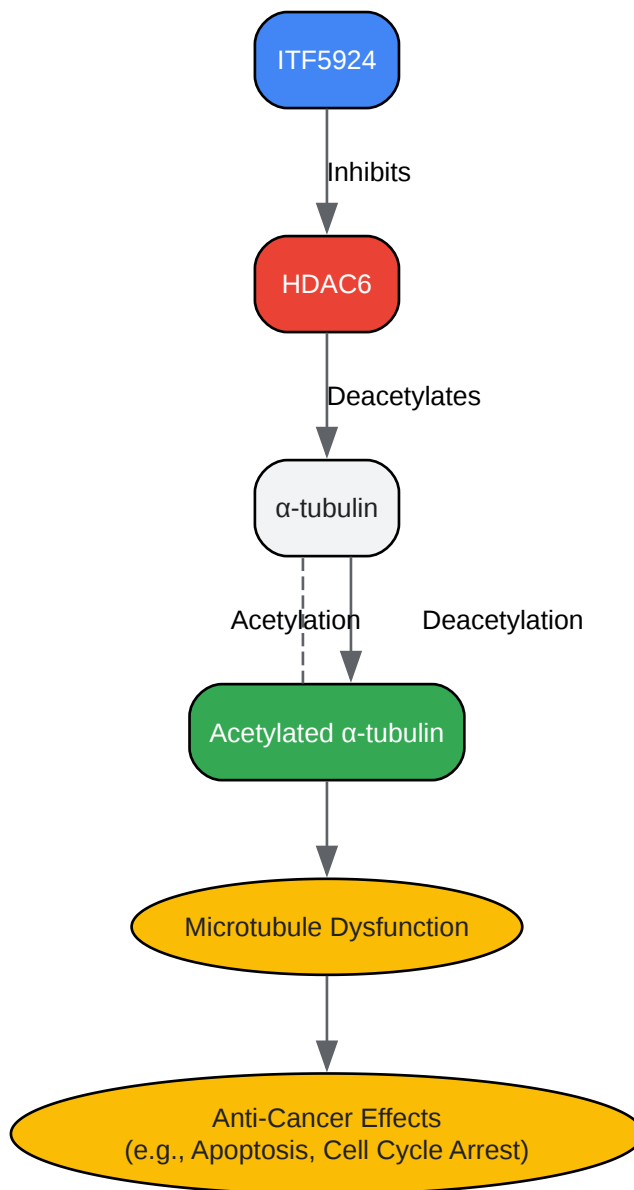 ITF5924
Inhibits
HDAC6
Deacetylates
α-tubulin
Acetylation
Deacetylation
Acetylated α-tubulin
Microtubule Dysfunction
Anti-Cancer Effects
(e.g., Apoptosis, Cell Cycle Arrest)